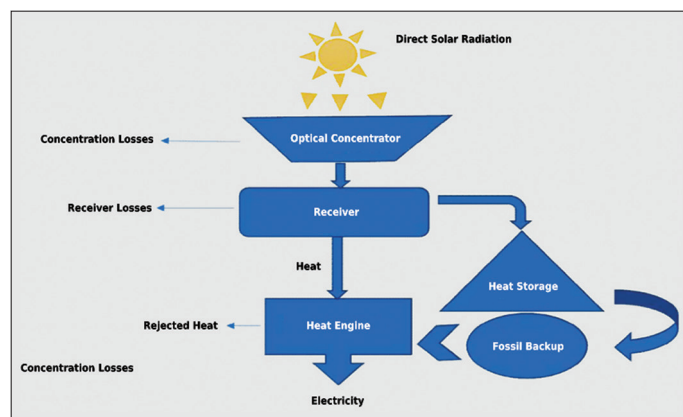 Direct Solar Radiation
Concentration Losses
Optical Concentrator
Receiver Losses
Receiver
Heat
Heat Storage
Rejected Heat
Heat Engine
Fossil Backup
Concentration Losses
Electricity